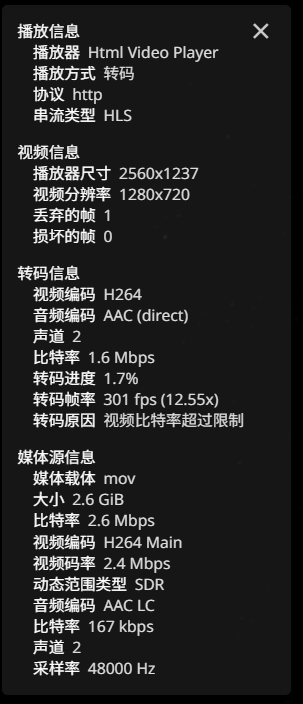 播放信息
播放器 Html Video Player
播放方式 转码
协议 http
串流类型 HLS
视频信息
播放器尺寸 2560x1237
视频分辨率 1280x720
丢弃的帧 1
损坏的帧 0
转码信息
视频编码 H264
音频编码 AAC (direct)
声道 2
比特率 1.6 Mbps
转码进度 1.7%
转码帧率 301 fps (12.55x)
转码原因 视频比特率超过限制
媒体源信息
媒体载体 mov
大小 2.6 GiB
比特率 2.6 Mbps
视频编码 H264 Main
视频码率 2.4 Mbps
动态范围类型 SDR
音频编码 AAC LC
比特率 167 kbps
声道 2
采样率 48000 Hz